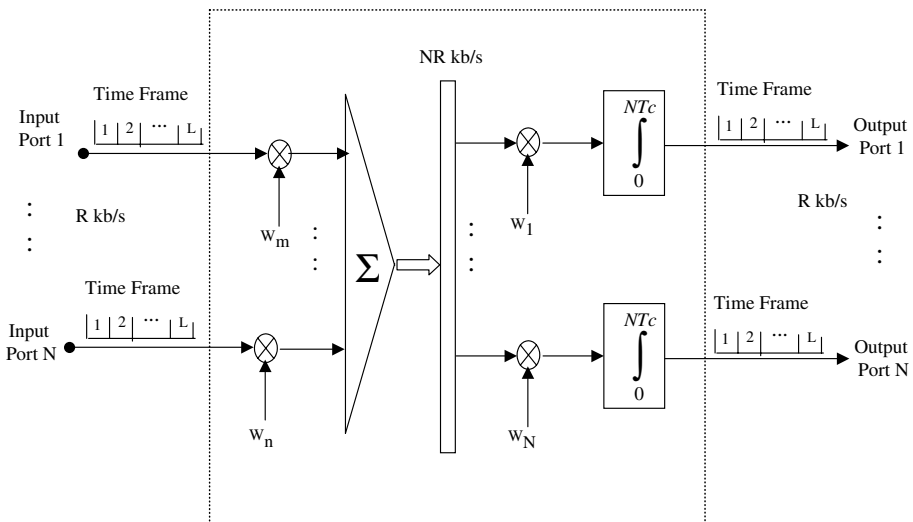 NR kb/s
Time Frame
1 2 ... L
Input
Port 1
R kb/s
W_m
Σ
W_1
NTc
∫
0
Time Frame
1 2 ... L
Output
Port 1
R kb/s
Time Frame
1 2 ... L
Input
Port N
W_n
W_N
NTc
∫
0
Time Frame
1 2 ... L
Output
Port N